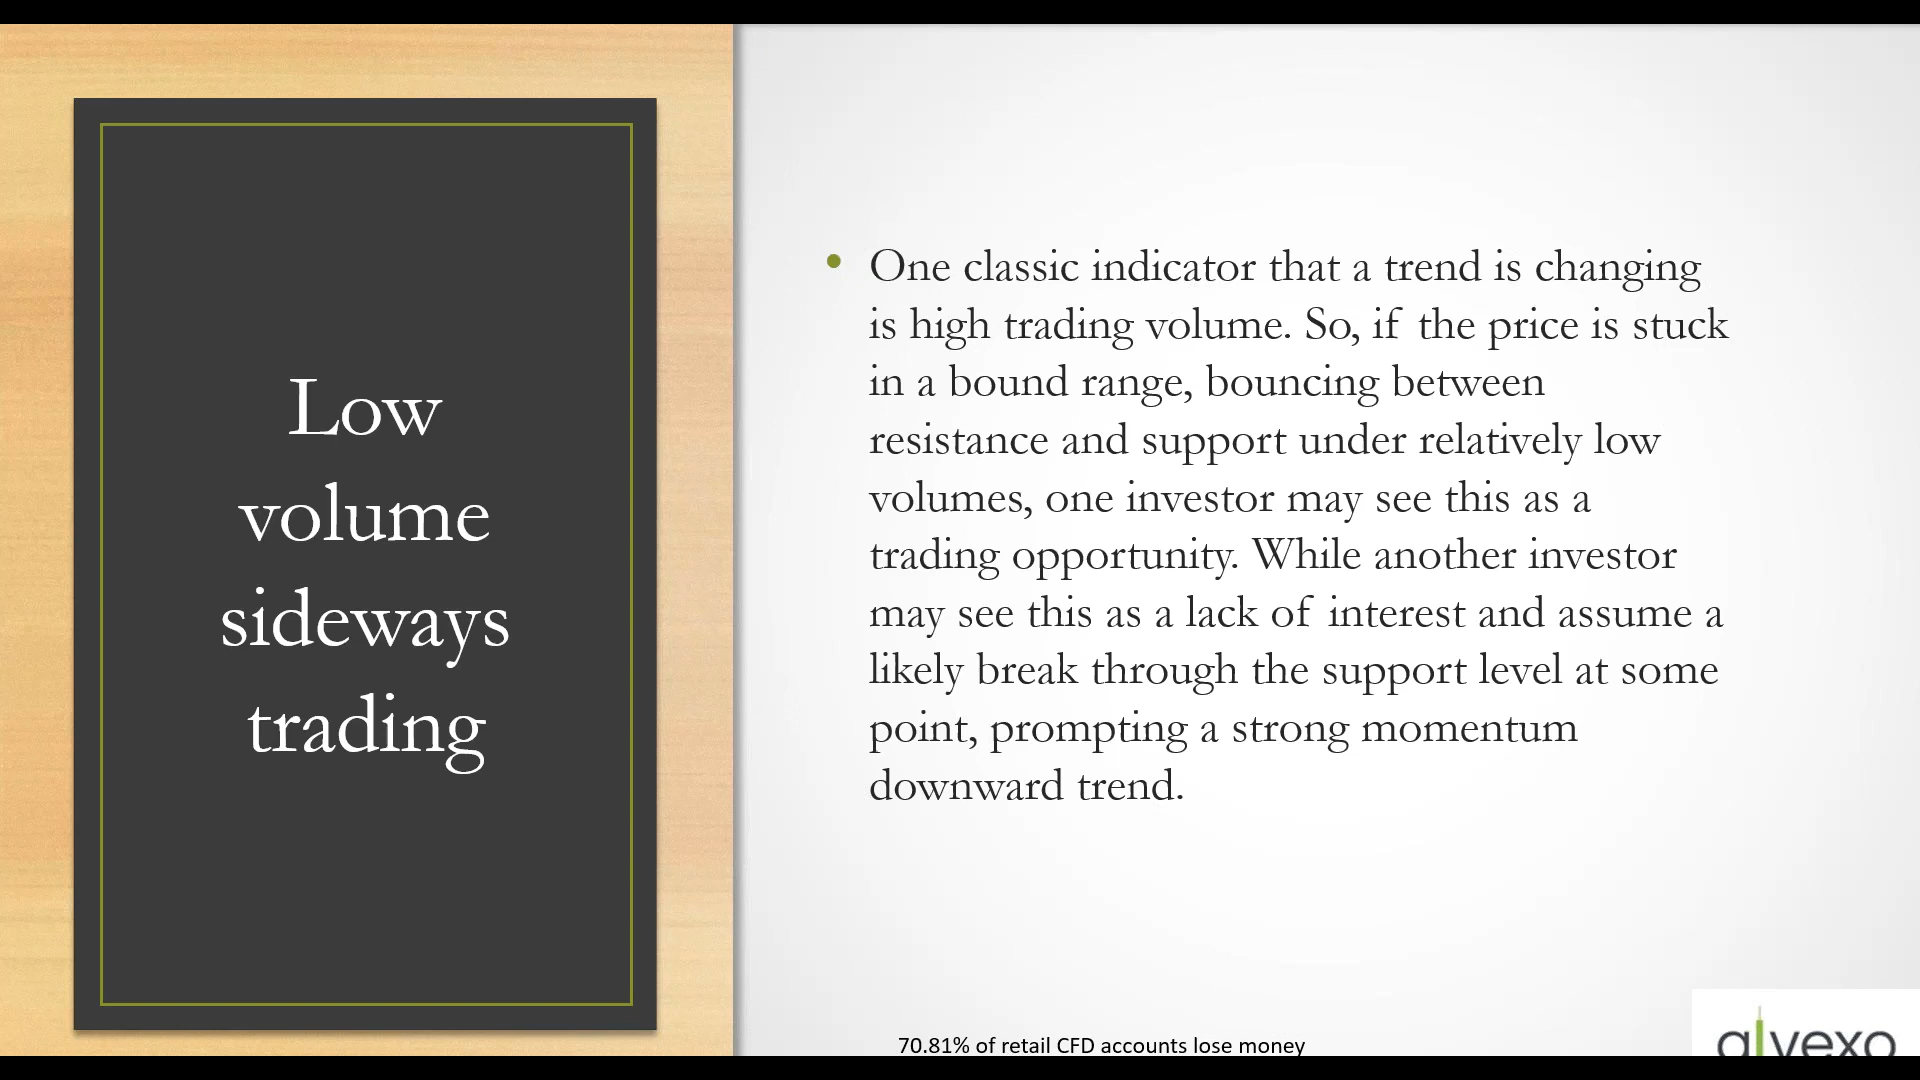 Low
volume
sideways
trading
• One classic indicator that a trend is changing
is high trading volume. So, if the price is stuck
in a bound range, bouncing between
resistance and support under relatively low
volumes, one investor may see this as a
trading opportunity. While another investor
may see this as a lack of interest and assume a
likely break through the support level at some
point, prompting a strong momentum
downward trend.
70.81% of retail CFD accounts lose money
alvexo